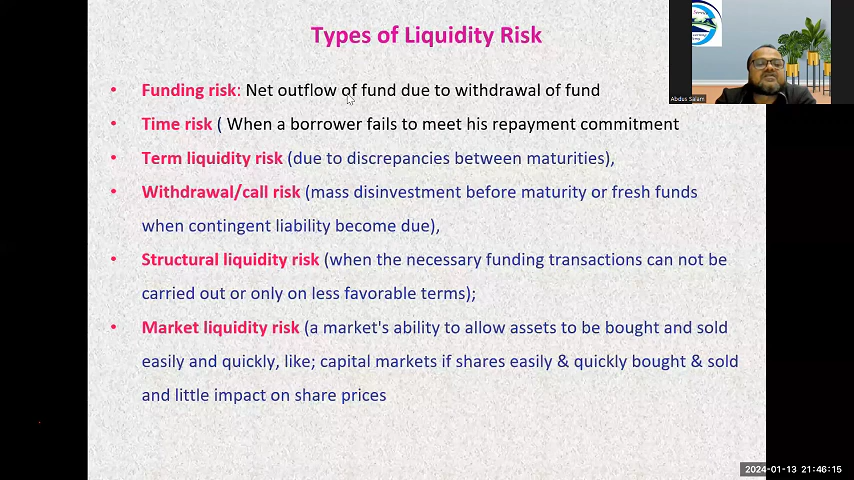 Types of Liquidity Risk
• Funding risk: Net outflow of fund due to withdrawal of fund
• Time risk ( When a borrower fails to meet his repayment commitment
• Term liquidity risk (due to discrepancies between maturities),
• Withdrawal/call risk (mass disinvestment before maturity or fresh funds
when contingent liability become due),
• Structural liquidity risk (when the necessary funding transactions can not be
carried out or only on less favorable terms);
• Market liquidity risk (a market's ability to allow assets to be bought and sold
easily and quickly, like; capital markets if shares easily & quickly bought & sold
and little impact on share prices
Abdus Salam
2024-01-13 21:46:15